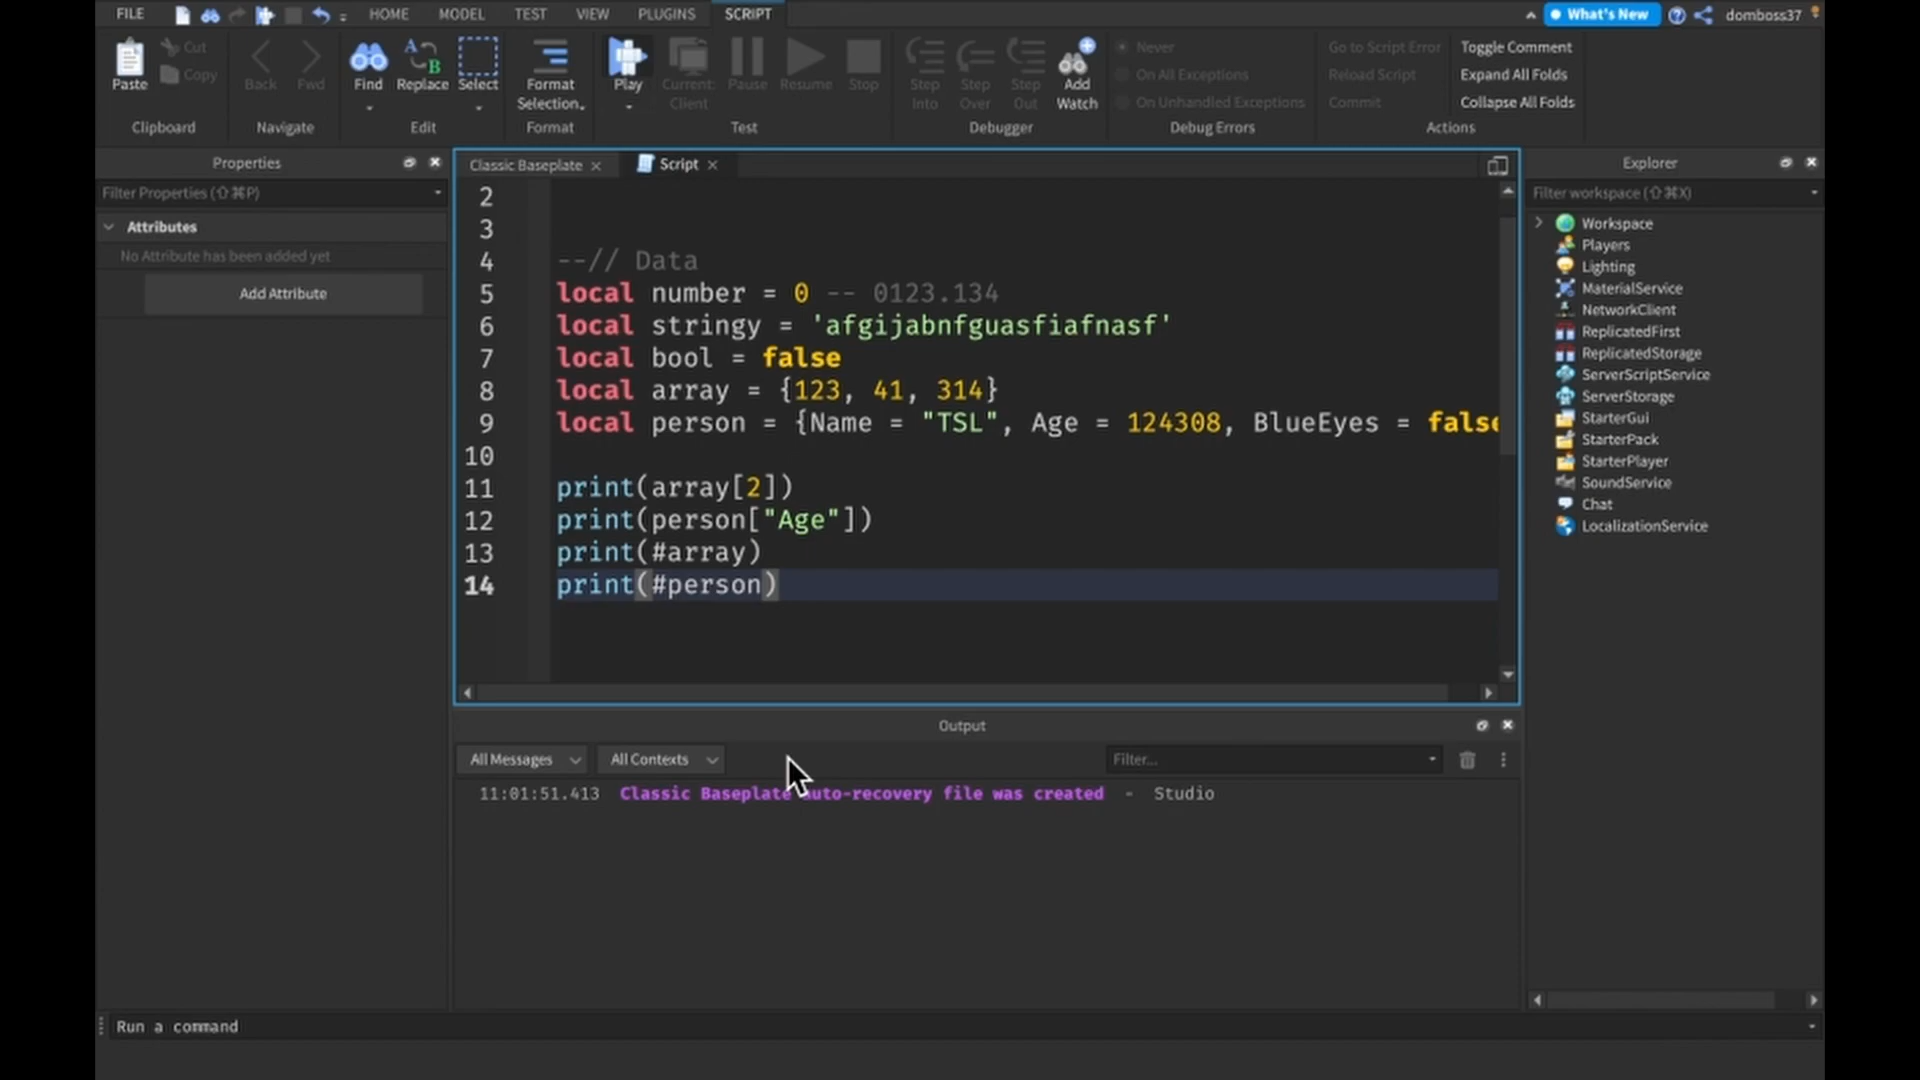 FILE HOME MODEL TEST VIEW PLUGINS SCRIPT What's New domboss37
Paste Cut Copy Back Fwd Find Replace Select Format Selection Play Current: Client Pause Resume Stop Step Into Step Over Step Out Add Watch
Never
On All Exceptions
On Unhandled Exceptions
Go to Script Error
Reload Script
Commit
Toggle Comment
Expand All Folds
Collapse All Folds
Clipboard Navigate Edit Format Test Debugger Debug Errors Actions
Properties
Filter Properties (⇧⌘P)
Attributes
No Attribute has been added yet
Add Attribute
Classic Baseplate Script
2
3
4 --// Data
5 local number = 0 -- 0123.134
6 local stringy = 'afgijabnfguasfiafnasf'
7 local bool = false
8 local array = {123, 41, 314}
9 local person = {Name = "TSL", Age = 124308, BlueEyes = false
10
11 print(array[2])
12 print(person["Age"])
13 print(#array)
14 print(#person)
Output
All Messages All Contexts Filter...
11:01:51.413 Classic Baseplate auto-recovery file was created - Studio
Explorer
Filter workspace (⇧⌘X)
Workspace
Players
Lighting
MaterialService
NetworkClient
ReplicatedFirst
ReplicatedStorage
ServerScriptService
ServerStorage
StarterGui
StarterPack
StarterPlayer
SoundService
Chat
LocalizationService
Run a command